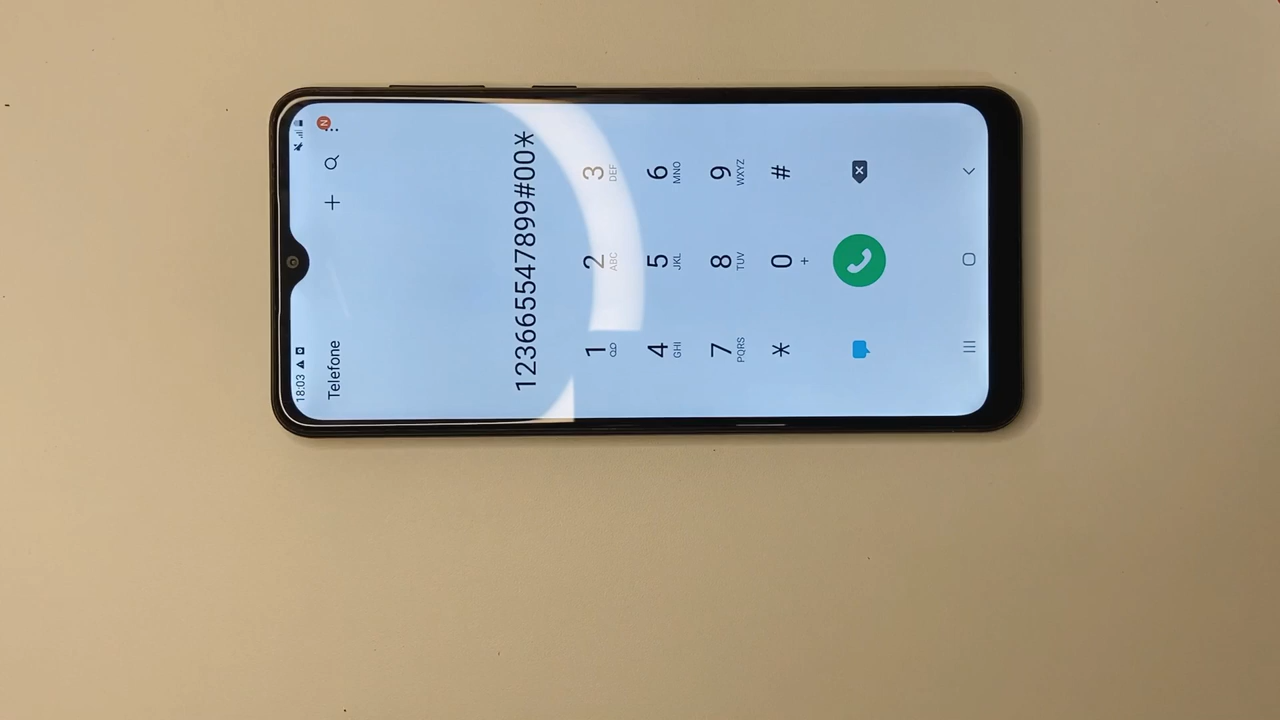 18:03
N
Telefone
123665547899#00*
1 2 3
ABC DEF
4 5 6
GHI JKL MNO
7 8 9
PQRS TUV WXYZ
* 0 #
+